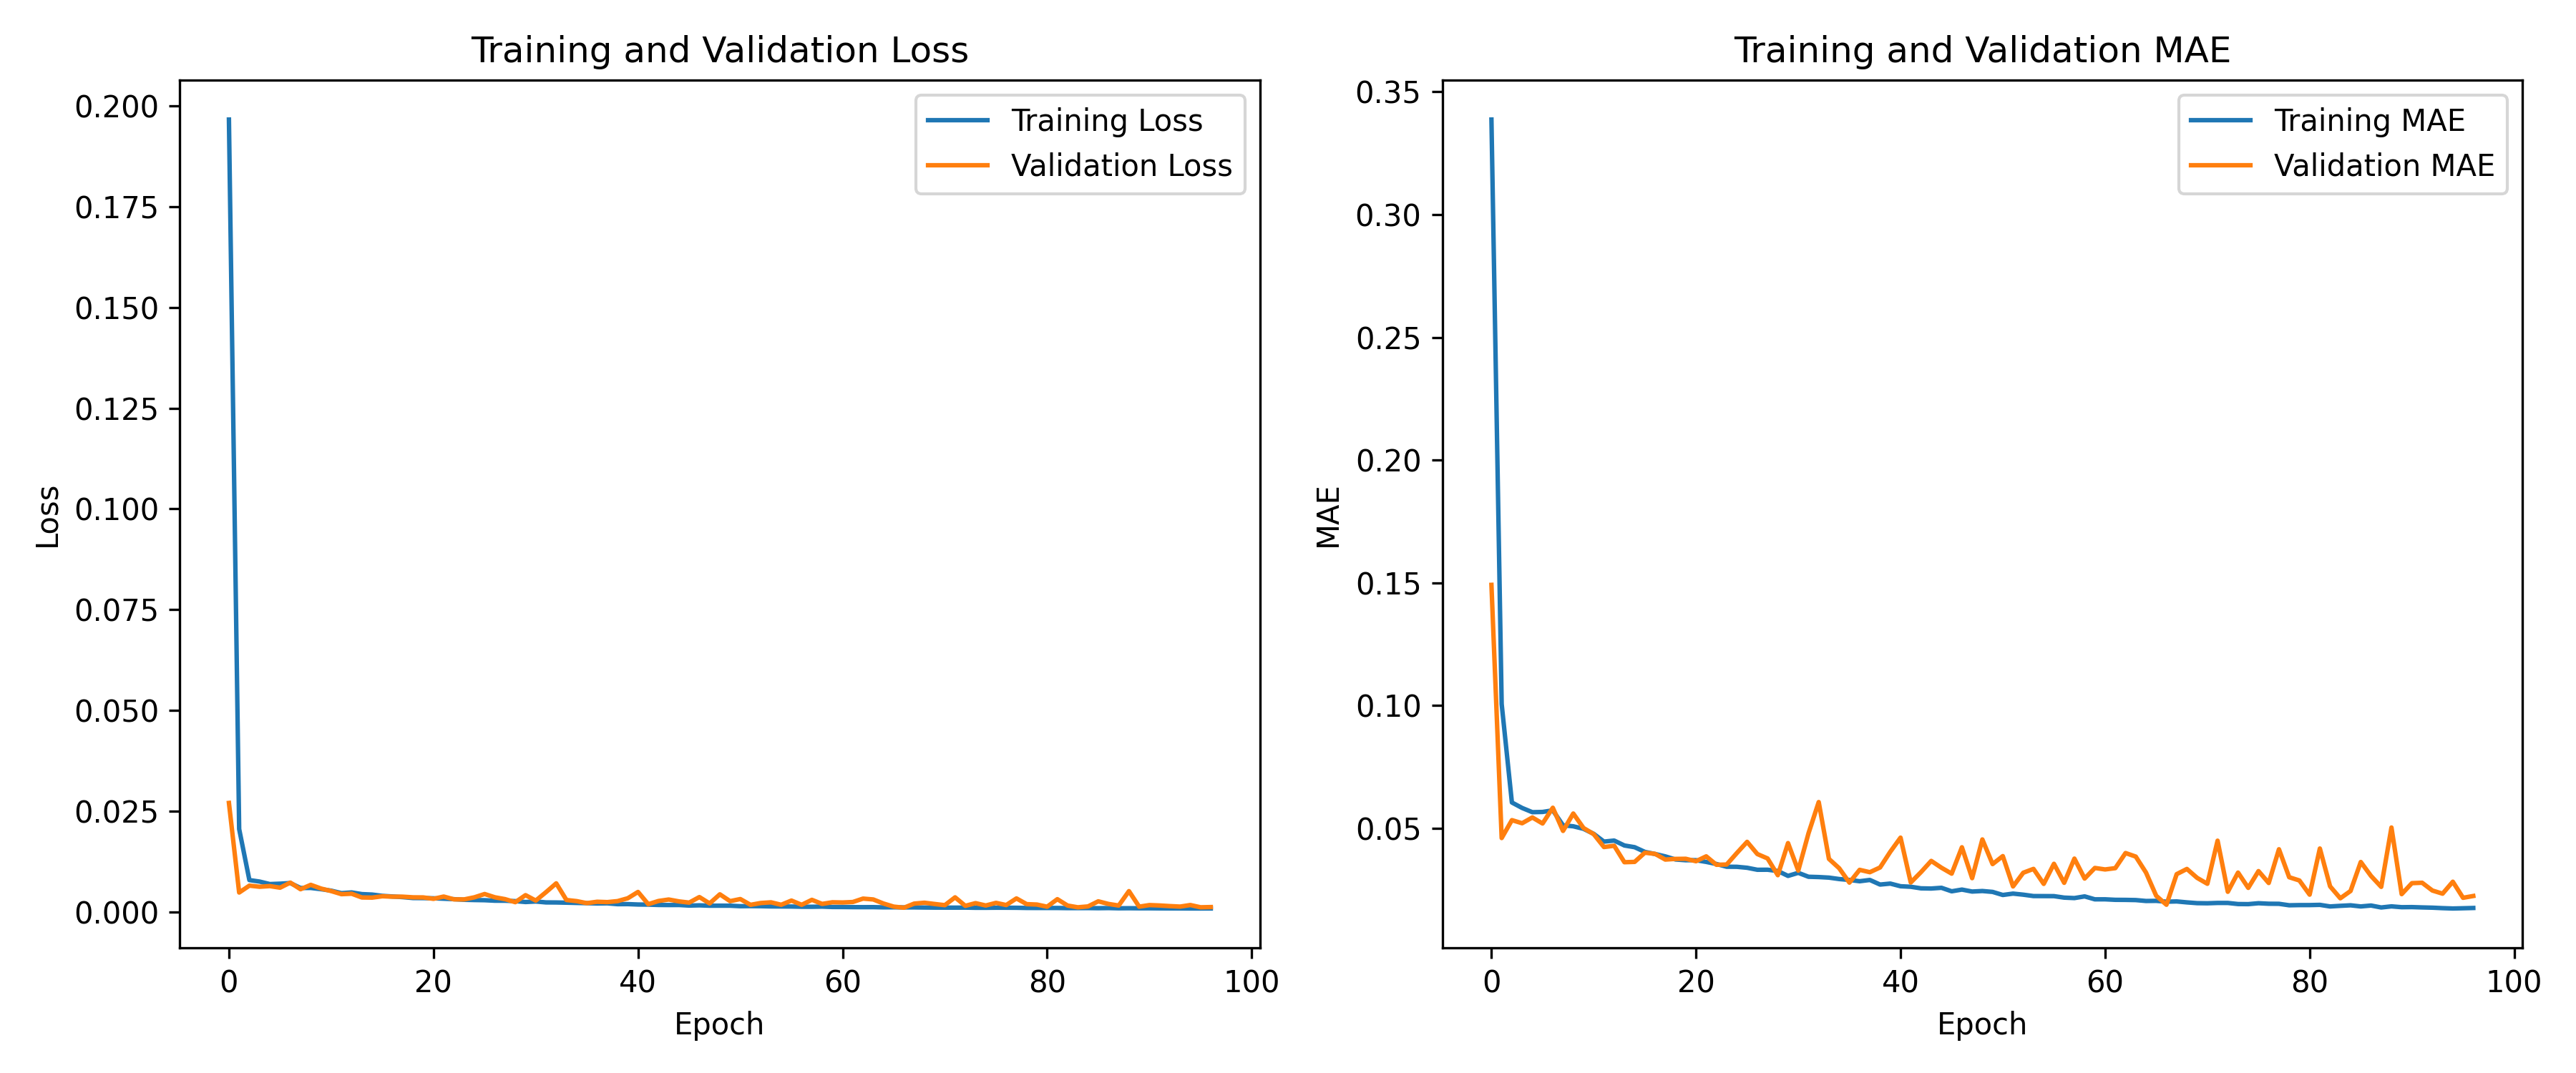 Training and Validation Loss
Training Loss
Validation Loss
0.200
0.175
0.150
0.125
0.100
0.075
0.050
0.025
0.000
Loss
0 20 40 60 80 100
Epoch
Training and Validation MAE
Training MAE
Validation MAE
0.35
0.30
0.25
0.20
0.15
0.10
0.05
MAE
0 20 40 60 80 100
Epoch